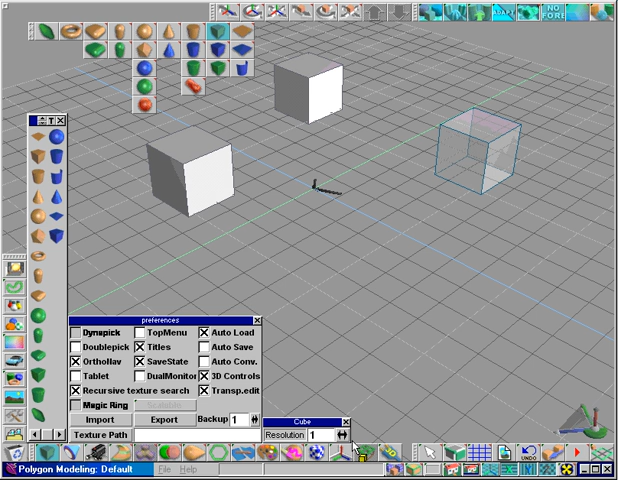 ADAPT
NO
FORE
T X
preferences
Dynapick TopMenu Auto Load
Doublepick Titles Auto Save
OrthoNav SaveState Auto Conv.
Tablet DualMonitor 3D Controls
Recursive texture search Transp.edit
Magic Ring
Import Export Backup 1
Texture Path
Cube
Resolution 1
UNDO
Polygon Modeling: Default File Help